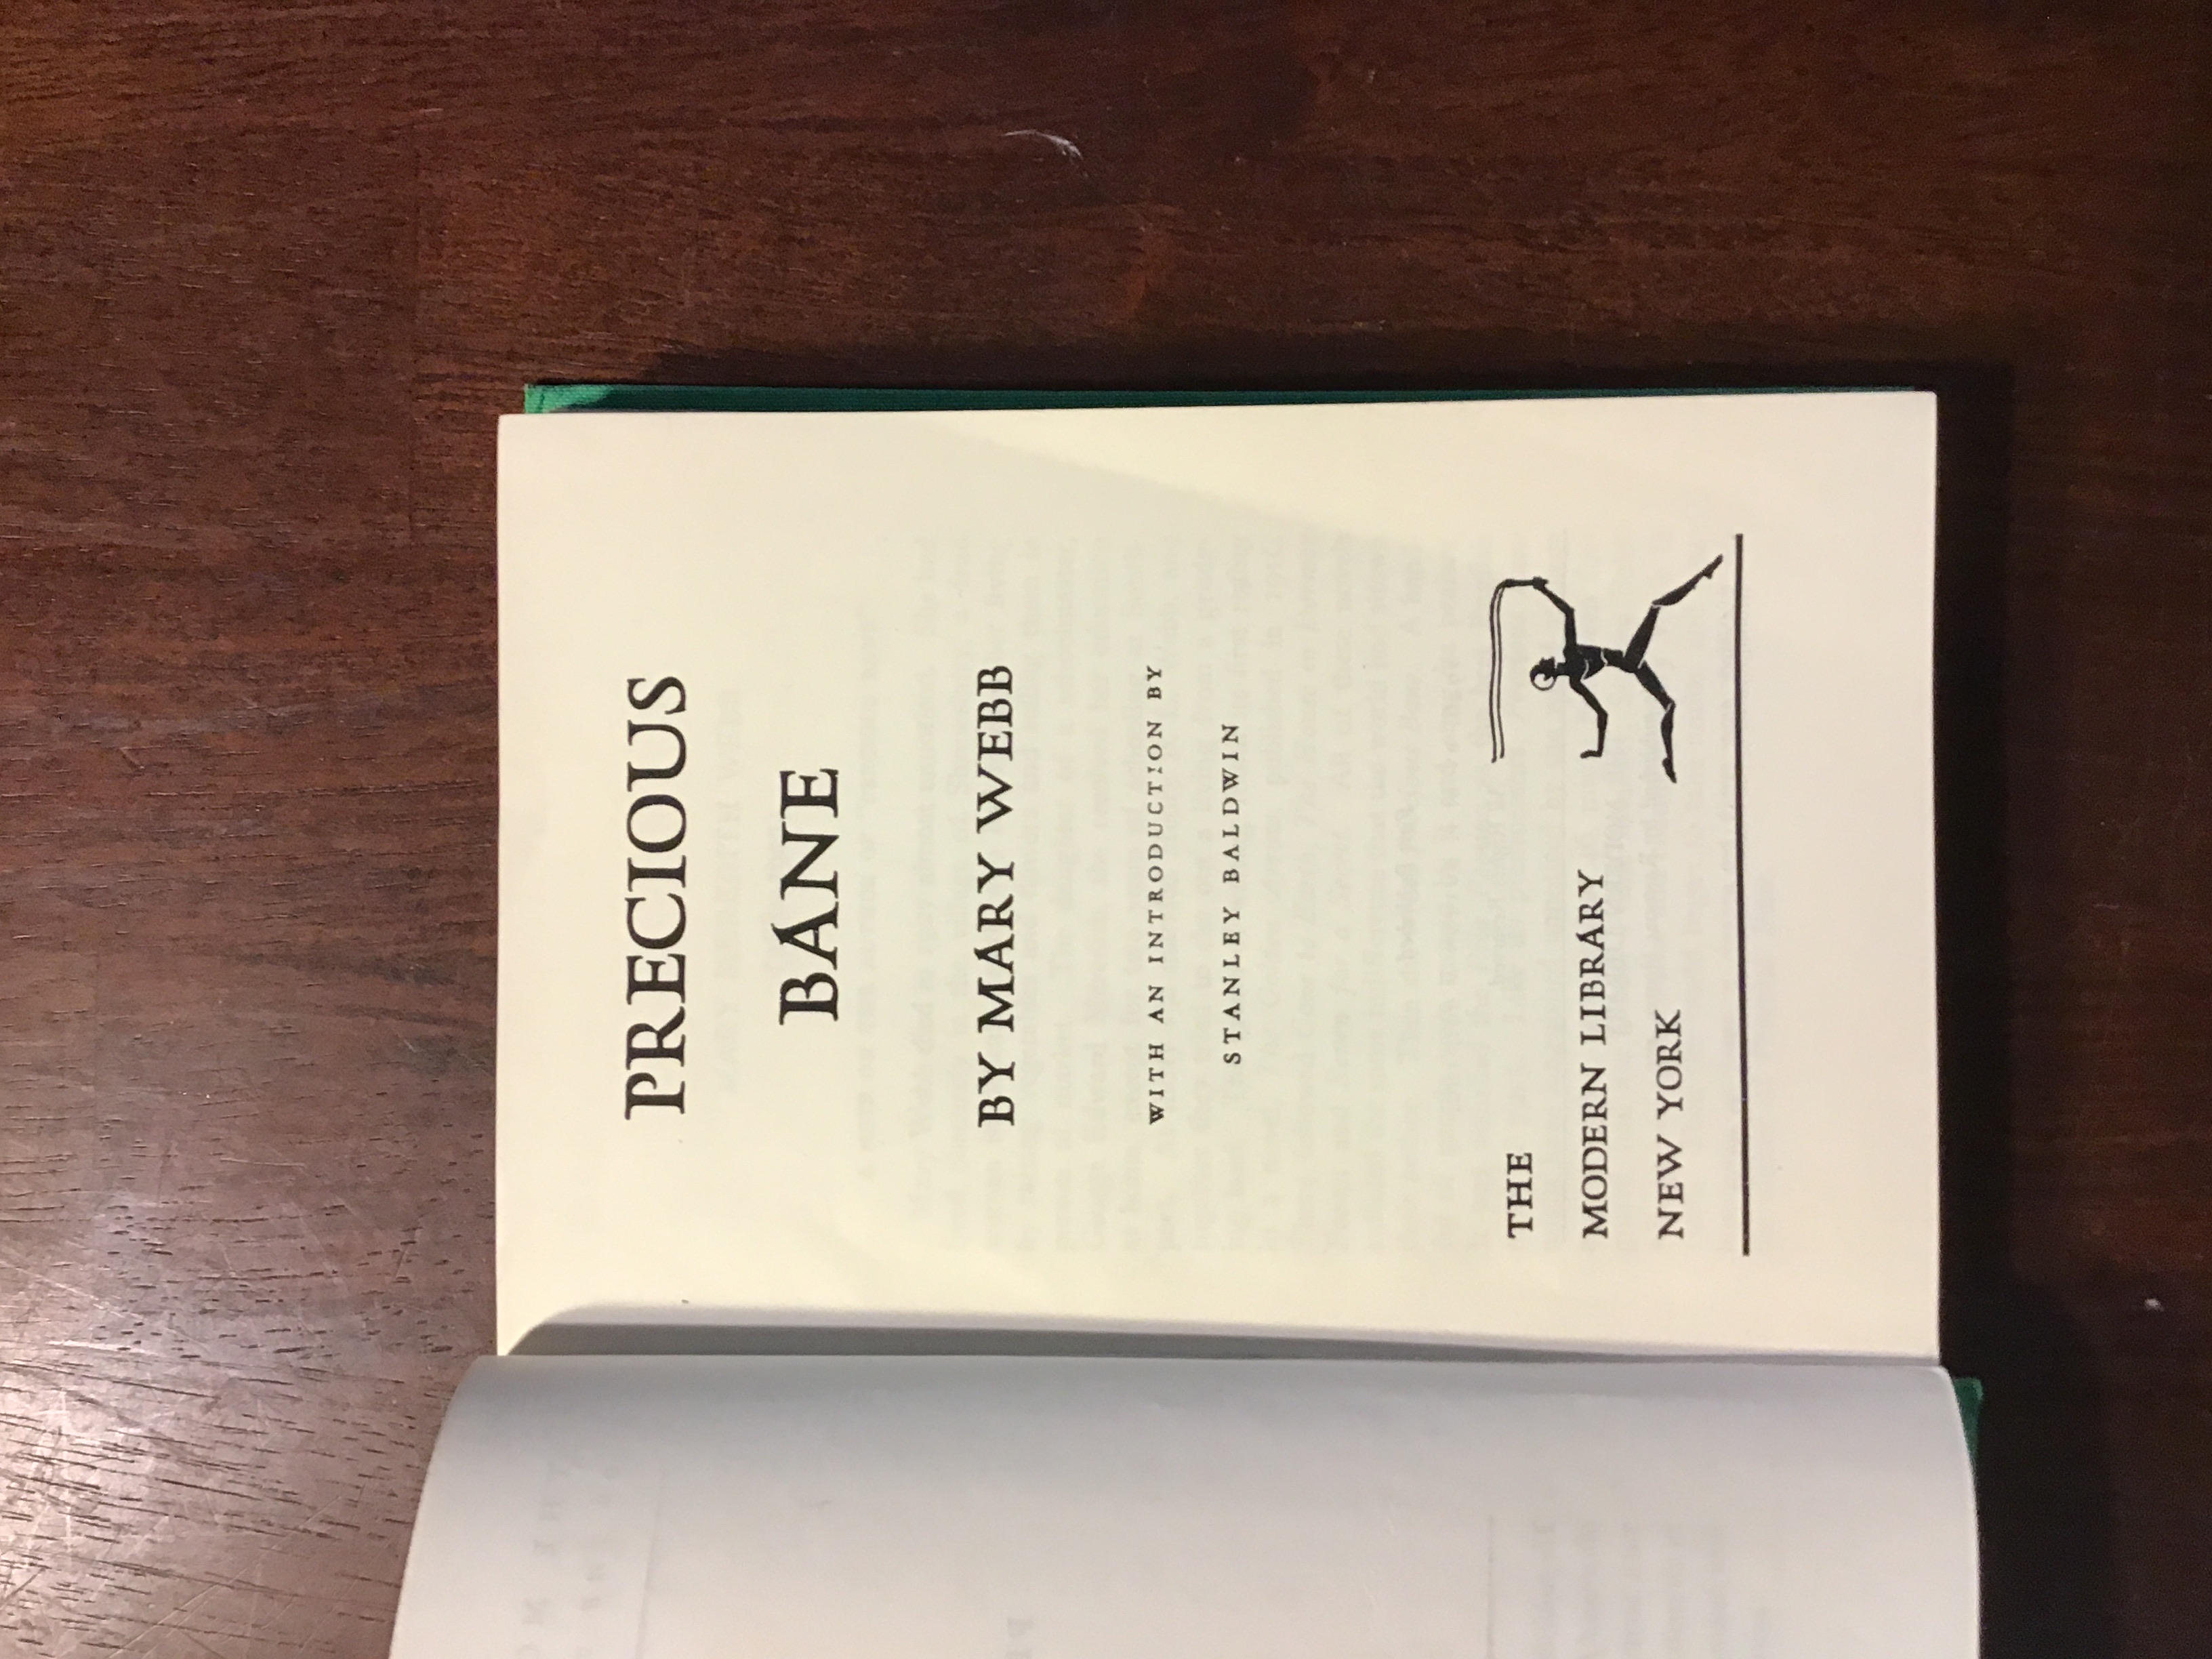 PRECIOUS
BANE
BY MARY WEBB
WITH AN INTRODUCTION BY
STANLEY BALDWIN
THE
MODERN LIBRARY
NEW YORK